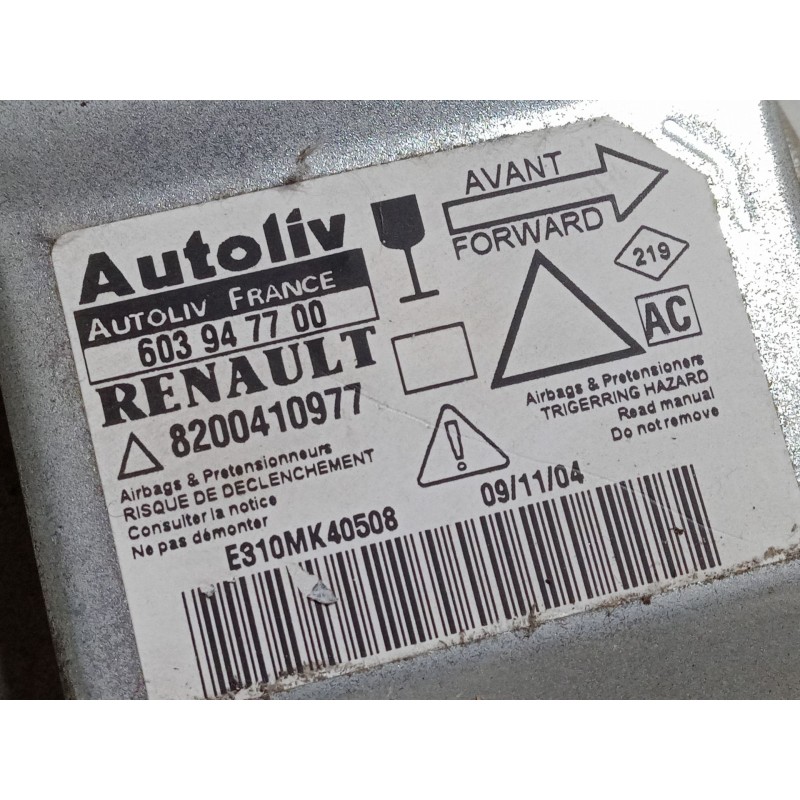 Autoliv
AUTOLIV FRANCE
603 94 77 00
RENAULT
8200410977
Airbags & Pretensionneurs
RISQUE DE DECLENCHEMENT
Consulter la notice
Ne pas démonter
AVANT
FORWARD
219
AC
Airbags & Pretensioners
TRIGERRING HAZARD
Read manual
Do not remove
!
09/11/04
E310MK40508